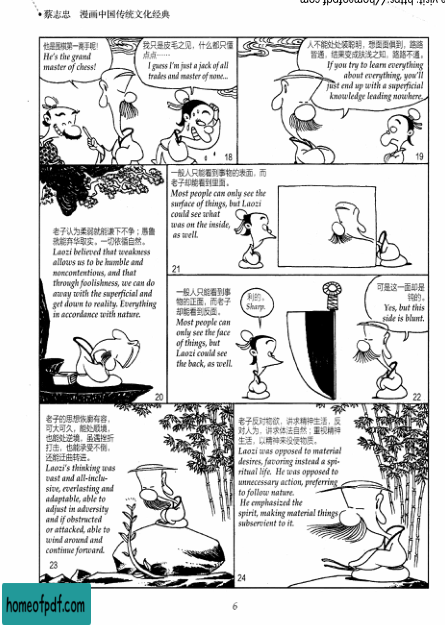 • 蔡志忠 漫画中国传统文化经典
他是围棋第一高手呢!
He's the grand
master of chess!
我只是皮毛之见,什么都只懂
点点……
I guess I'm just a jack of all
trades and master of none...
18
人不能处处装聪明,想面面俱到,路路
皆通,结果变成肤浅之知,路路不通。
If you try to learn everything
about everything, you'll
just end up with a superficial
knowledge leading nowhere.
19
老子认为柔弱就能谦下不争;愚鲁
就能弃华取实。一切依循自然。
Laozi believed that weakness
allows us to be humble and
noncontentious, and that
through foolishness, we can do
away with the superficial and
get down to reality. Everything
in accordance with nature.
20
一般人只能看到事物的表面,而
老子却能看到里面。
Most people can only see the
surface of things, but Laozi
could see what
was on the inside,
as well.
21
一般人只能看到事
物的正面,而老子
却能看到反面。
Most people can
only see the face
of things, but
Laozi could see
the back, as well.
利的。
Sharp.
可是这一面却是
钝的。
Yes, but this
side is blunt.
22
老子的思想恢廓有容,
可大可久,能处顺境,
也能处逆境,虽遇挫折
打击,也能承受不倒,
还能迂曲转进。
Laozi's thinking was
vast and all-inclu-
sive, everlasting and
adaptable, able to
adjust in adversity
and if obstructed
or attacked, able to
wind around and
continue forward.
23
老子反对物欲,讲求精神生活,反
对人为,讲求体法自然;重视精神
生活,以精神来役使物质。
Laozi was opposed to material
desires, favoring instead a spi-
ritual life. He was opposed to
unnecessary action, preferring
to follow nature.
He emphasized the
spirit, making material things
subservient to it.
24
homeofpdf.com
6